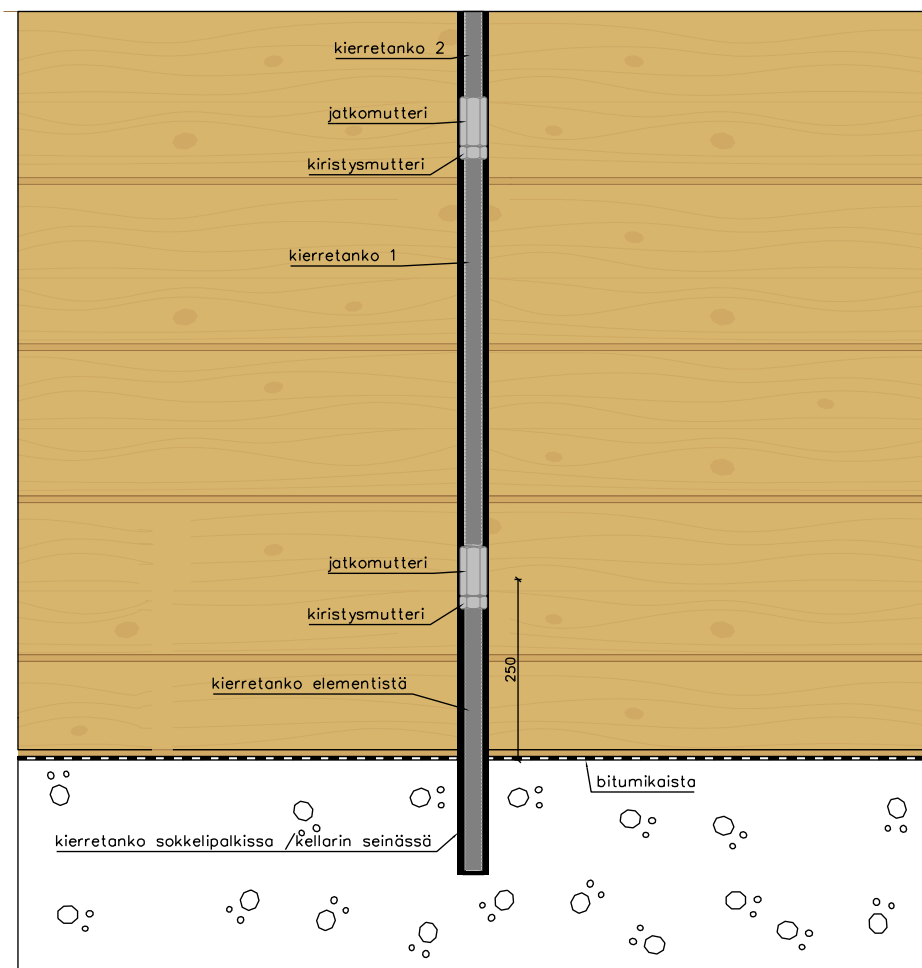 kierretanko 2
jatkomutteri
kiristysmutteri
kierretanko 1
jatkomutteri
kiristysmutteri
250
kierretanko elementistä
bitumikaista
kierretanko sokkelipalkissa /kellarin seinässä